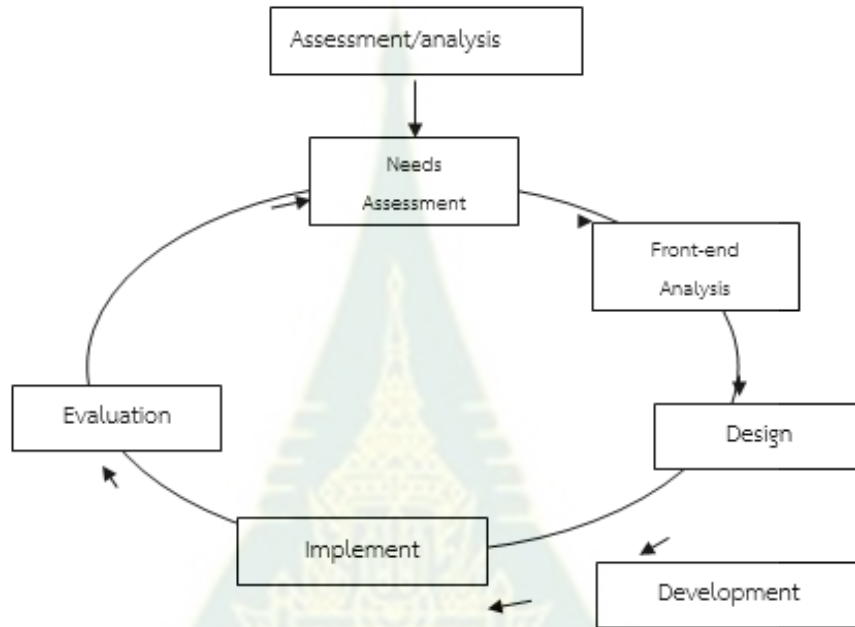 Assessment/analysis
Needs
Assessment
Front-end
Analysis
Evaluation
Design
Implement
Development